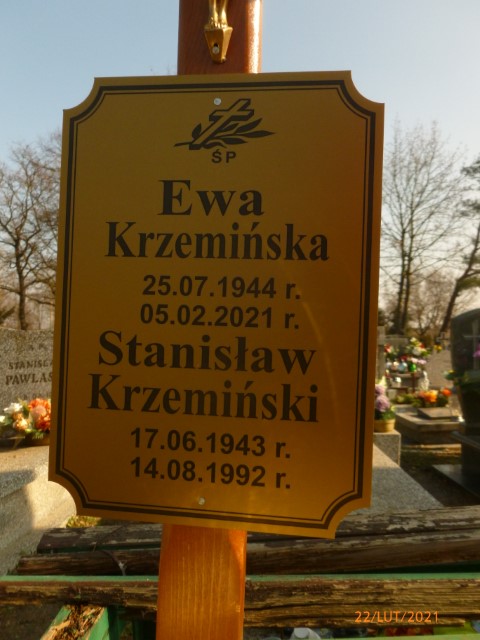 ŚP
Ewa
Krzemińska
25.07.1944 r.
05.02.2021 r.
Stanisław
Krzemiński
17.06.1943 r.
14.08.1992 r.
22/LUT/2021